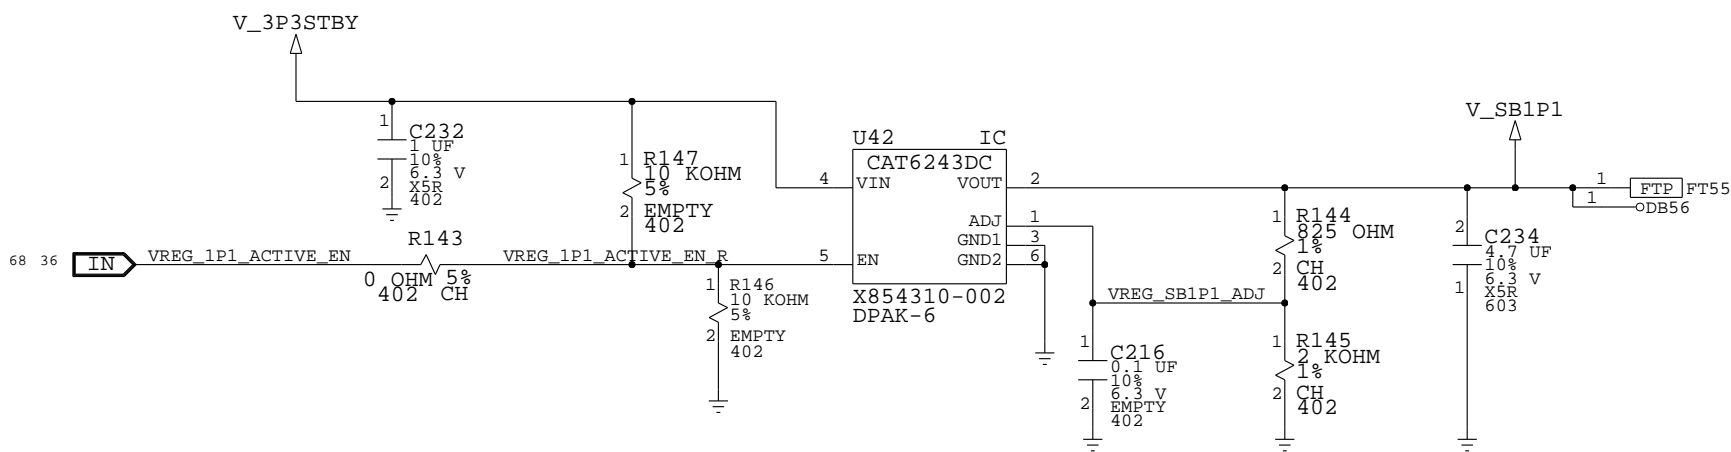 V_3P3STBY
1
C232
1 UF
10%
6.3 V
X5R
402
2
1
R147
10 KOHM
5%
2
EMPTY
402
68 36
IN
VREG_1P1_ACTIVE_EN
R143
0 OHM
5%
402
CH
VREG_1P1_ACTIVE_EN_R
1
R146
10 KOHM
5%
2
EMPTY
402
U42
IC
CAT6243DC
4
VIN
VOUT
2
ADJ
1
GND1
3
5
EN
GND2
6
X854310-002
DPAK-6
VREG_SB1P1_ADJ
1
C216
0.1 UF
10%
6.3 V
2
EMPTY
402
1
R144
825 OHM
1%
2
CH
402
1
R145
2 KOHM
1%
2
CH
402
V_SB1P1
2
C234
4.7 UF
10%
6.3 V
1
X5R
603
1
FTP
FT55
1
DB56